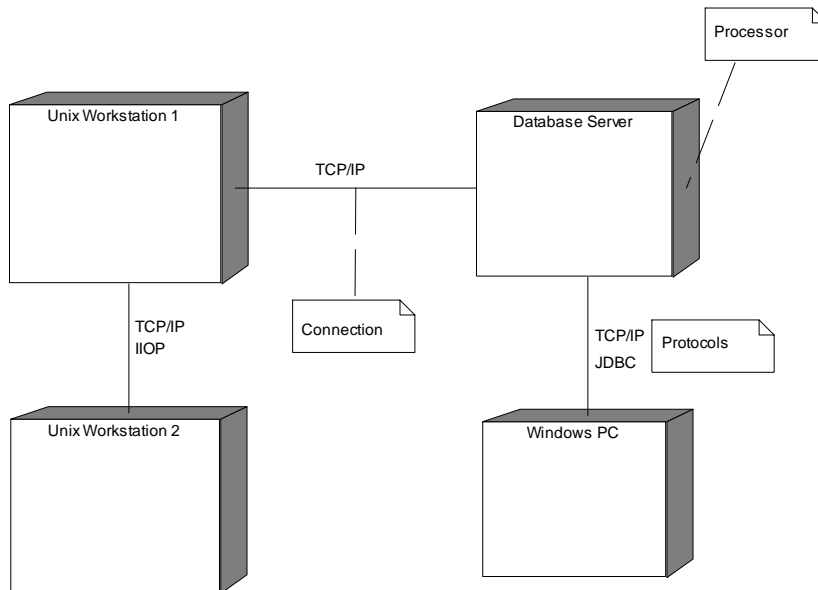 Processor
Unix Workstation 1
Database Server
TCP/IP
Connection
TCP/IP
IIOP
TCP/IP
JDBC
Protocols
Unix Workstation 2
Windows PC